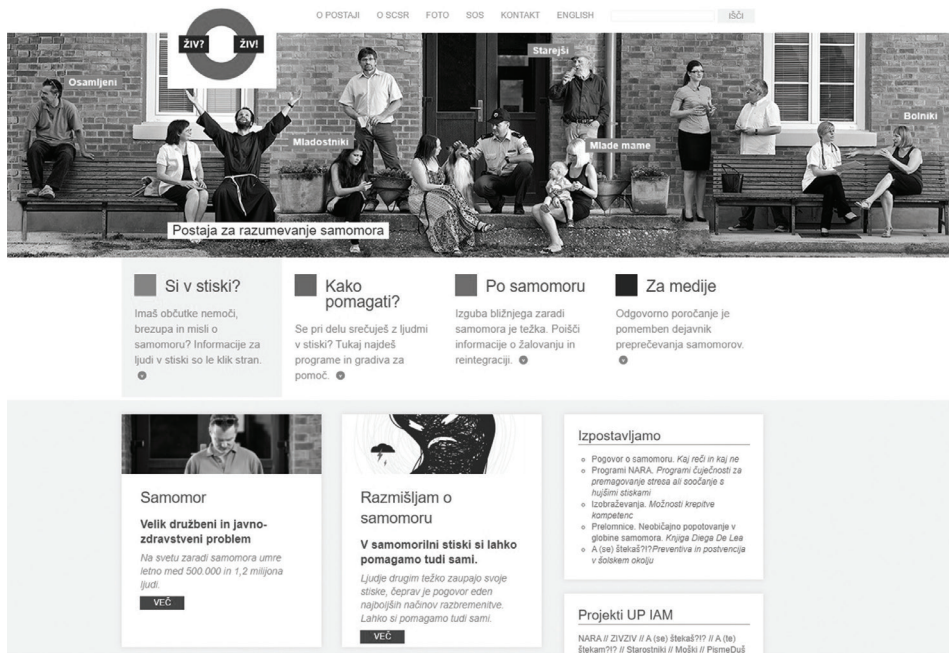 O POSTAJI O SCSR FOTO SOS KONTAKT ENGLISH IŠČI
ŽIV? ŽIV!
Osamljeni
Starejši
Mladostniki
Mlade mame
Bolniki
Postaja za razumevanje samomora
Si v stiski?
Imaš občutke nemoči,
brezupa in misli o
samomoru? Informacije za
ljudi v stiski so le klik stran.
Kako
pomagati?
Se pri delu srečuješ z ljudmi
v stiski? Tukaj najdeš
programe in gradiva za
pomoč.
Po samomoru
Izguba bližnjega zaradi
samomora je težka. Poišči
informacije o žalovanju in
reintegraciji.
Za medije
Odgovorno poročanje je
pomemben dejavnik
preprečevanja samomorov.
Samomor
Velik družbeni in javno-
zdravstveni problem
Na svetu zaradi samomora umre
letno med 500.000 in 1,2 milijona
ljudi.
VEČ
Razmišljam o
samomoru
V samomorilni stiski si lahko
pomagamo tudi sami.
Ljudje drugim težko zaupajo svoje
stiske, čeprav je pogovor eden
najboljših načinov razbremenitve.
Lahko si pomagamo tudi sami.
VEČ
Izpostavljamo
Pogovor o samomoru. Kaj reči in kaj ne
Programi NARA. Programi čuječnosti za
premagovanje stresa ali soočanje s
hujšimi stiskami
Izobraževanja. Možnosti krepitve
kompetenc
Prelomnice. Neobičajno popotovanje v
globine samomora. Knjiga Diega De Lea
A (se) štekaš?!?Preventiva in postvencija
v šolskem okolju
Projekti UP IAM
NARA // ZIVZIV // A (se) štekaš?!? // A (te)
štekam?!? // Starostniki // Moški // PismeDuš